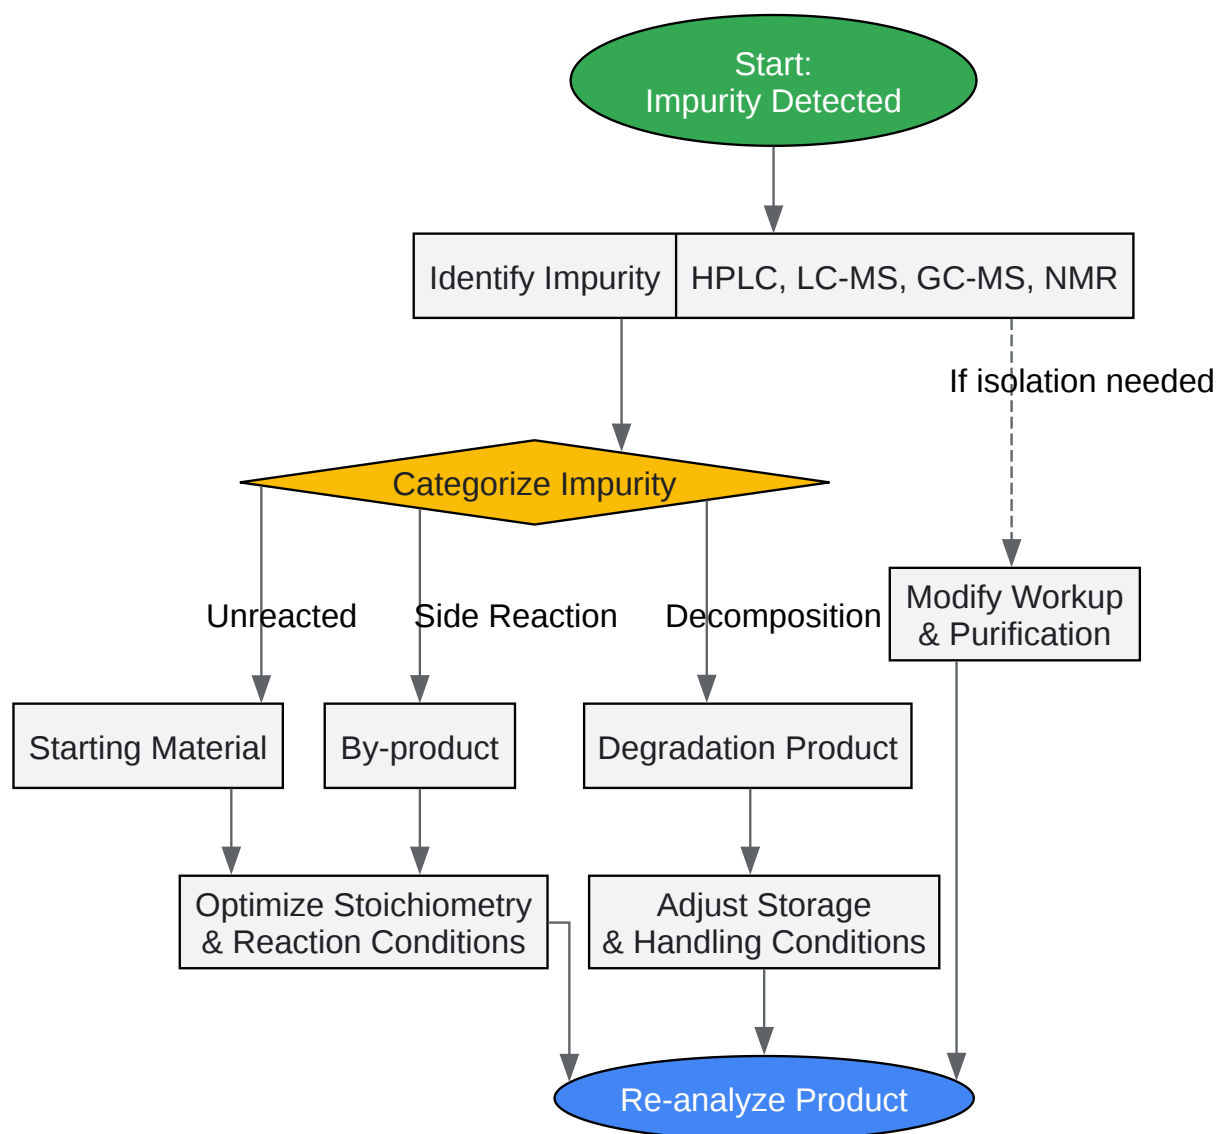 Start:
Impurity Detected
Identify Impurity
HPLC, LC-MS, GC-MS, NMR
If isolation needed
Categorize Impurity
Unreacted
Side Reaction
Decomposition
Modify Workup
& Purification
Starting Material
By-product
Degradation Product
Optimize Stoichiometry
& Reaction Conditions
Adjust Storage
& Handling Conditions
Re-analyze Product